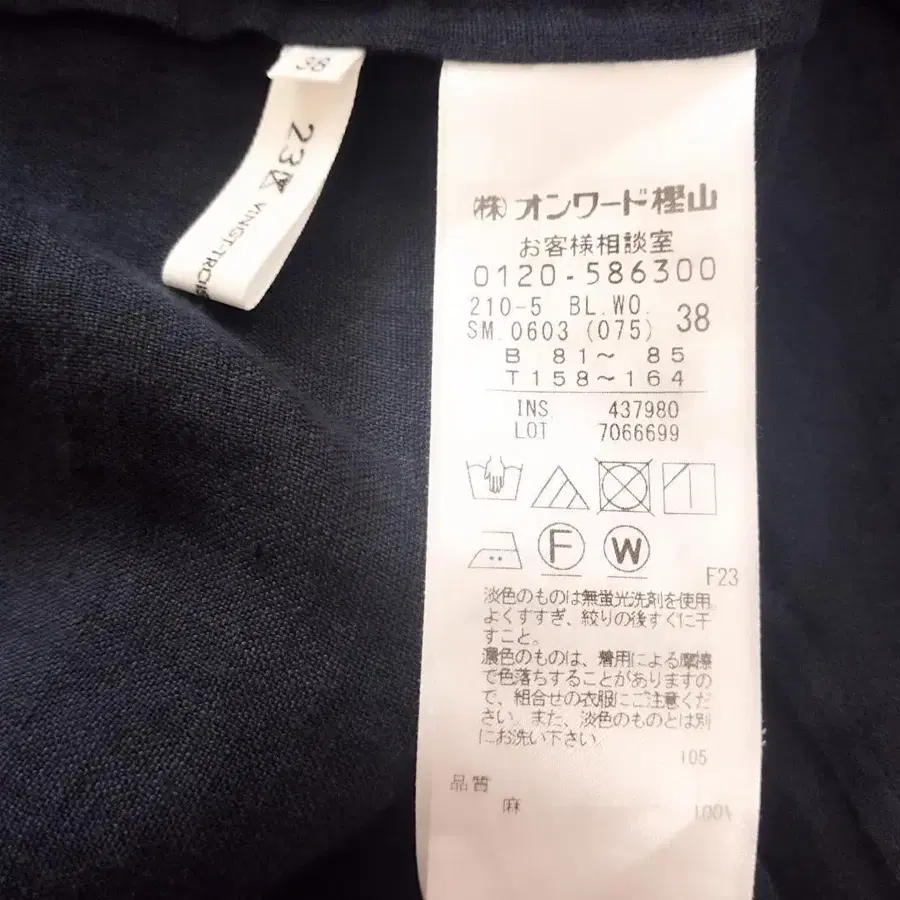 38
23区 VINGT-TROIS
(株)オンワード樫山
お客様相談室
0120-586300
210-5 BL.WO.
SM.0603 (075) 38
B 81～ 85
T 158～164
INS 437980
LOT 7066699
F
W
F23
淡色のものは無蛍光洗剤を使用。
よくすすぎ、絞りの後すぐに干
すこと。
濃色のものは、着用による摩擦
で色落ちすることがありますの
で、組合せの衣服にご注意くだ
さい。また、淡色のものとは別
にお洗い下さい。
105
品質
麻 100%